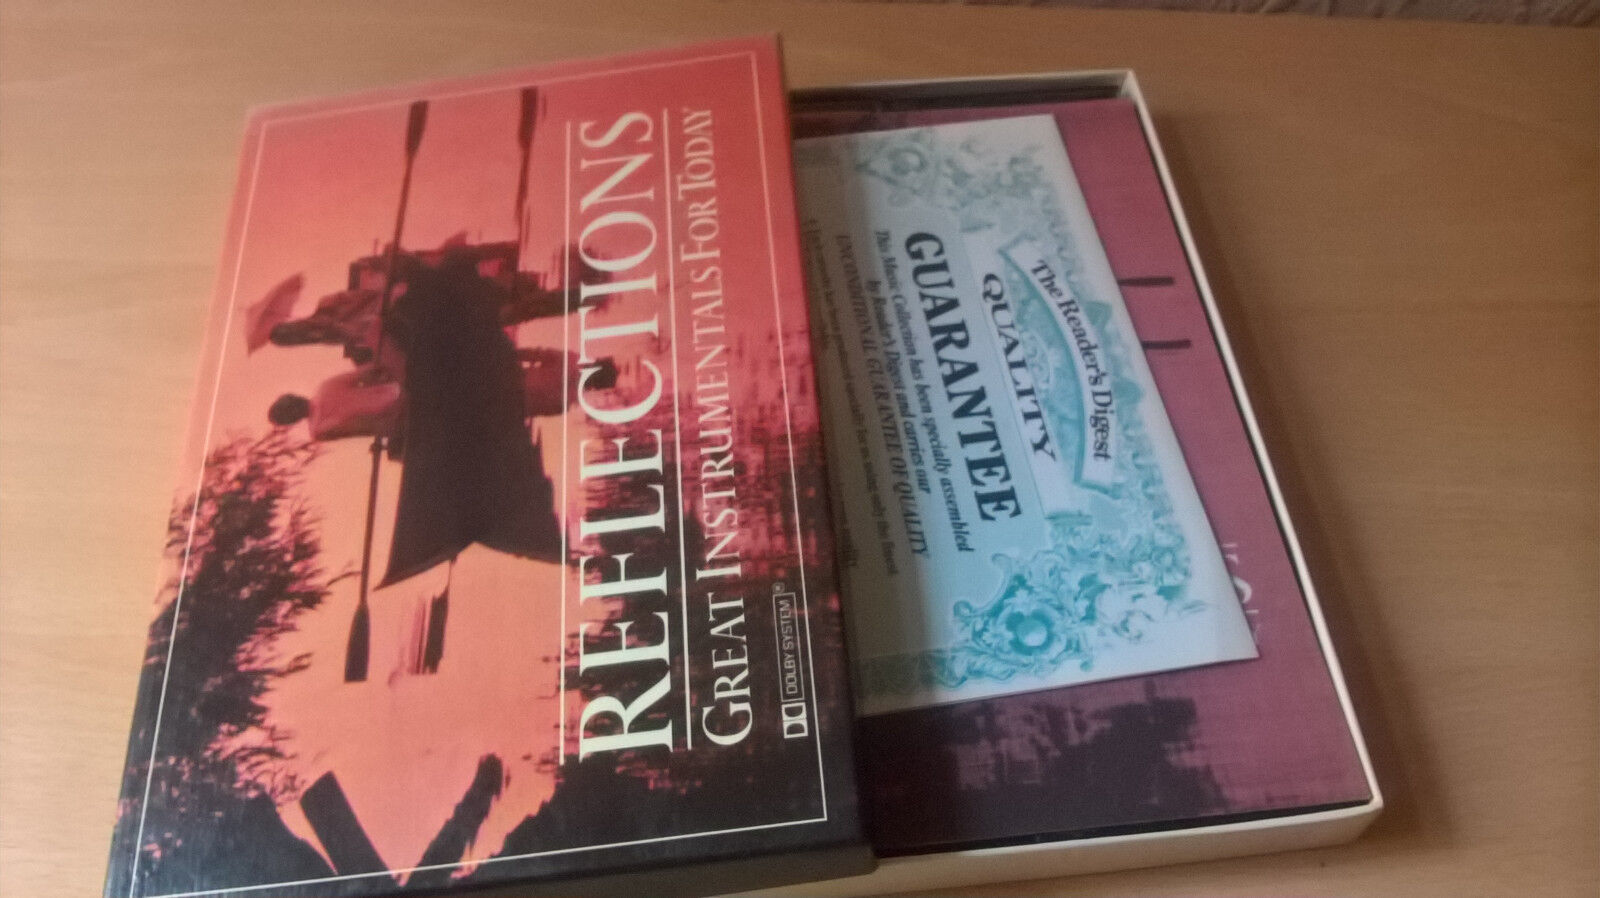 REFLECTIONS
GREAT INSTRUMENTALS FOR TODAY
DOLBY SYSTEM®
The Reader's Digest
QUALITY
GUARANTEE
This Music Collection has been specially assembled
by Reader's Digest and carries our
UNCONDITIONAL GUARANTEE OF QUALITY